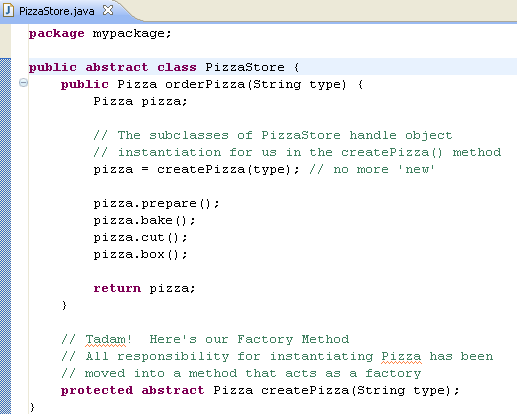 PizzaStore.java
package mypackage;
public abstract class PizzaStore {
public Pizza orderPizza(String type) {
Pizza pizza;
// The subclasses of PizzaStore handle object
// instantiation for us in the createPizza() method
pizza = createPizza(type); // no more 'new'
pizza.prepare();
pizza.bake();
pizza.cut();
pizza.box();
return pizza;
}
// Tadam!  Here's our Factory Method
// All responsibility for instantiating Pizza has been
// moved into a method that acts as a factory
protected abstract Pizza createPizza(String type);
}